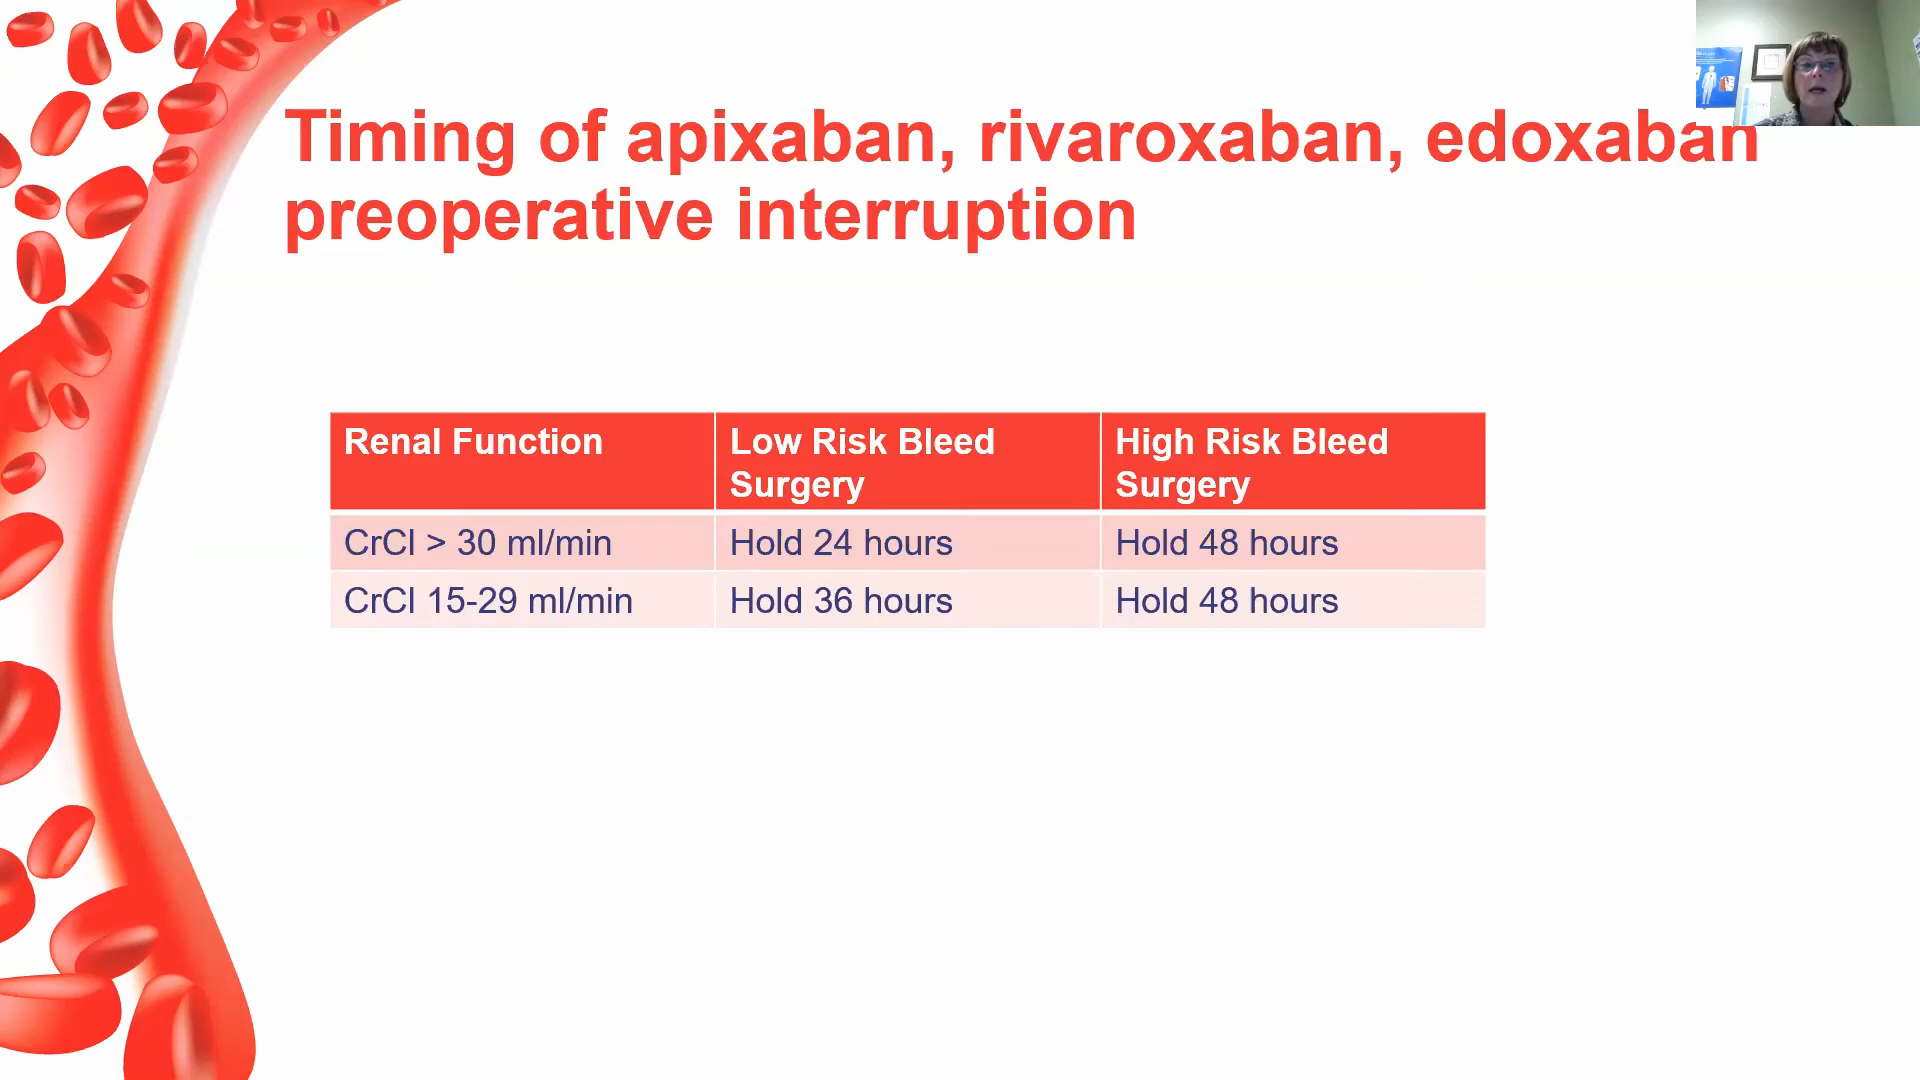 Timing of apixaban, rivaroxaban, edoxaban
preoperative interruption
Renal Function
Low Risk Bleed
Surgery
High Risk Bleed
Surgery
CrCl > 30 ml/min
Hold 24 hours
Hold 48 hours
CrCl 15-29 ml/min
Hold 36 hours
Hold 48 hours